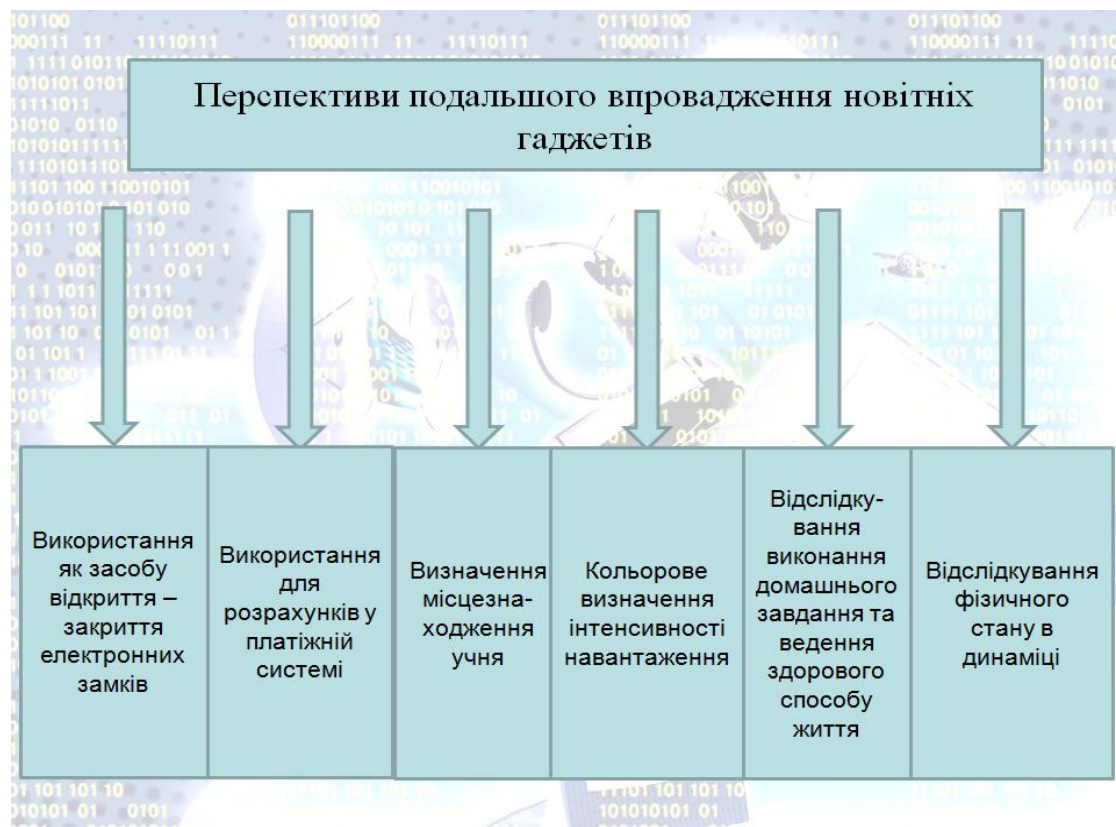 Перспективи подальшого впровадження новітніх
гаджетів
Використання
як засобу
відкриття –
закриття
електронних
замків
Використання
для
розрахунків у
платіжній
системі
Визначення
місцезна-
ходження
учня
Кольорове
визначення
інтенсивності
навантаження
Відслідку-
вання
виконання
домашнього
завдання та
ведення
здорового
способу
життя
Відслідкування
фізичного
стану в
динаміці